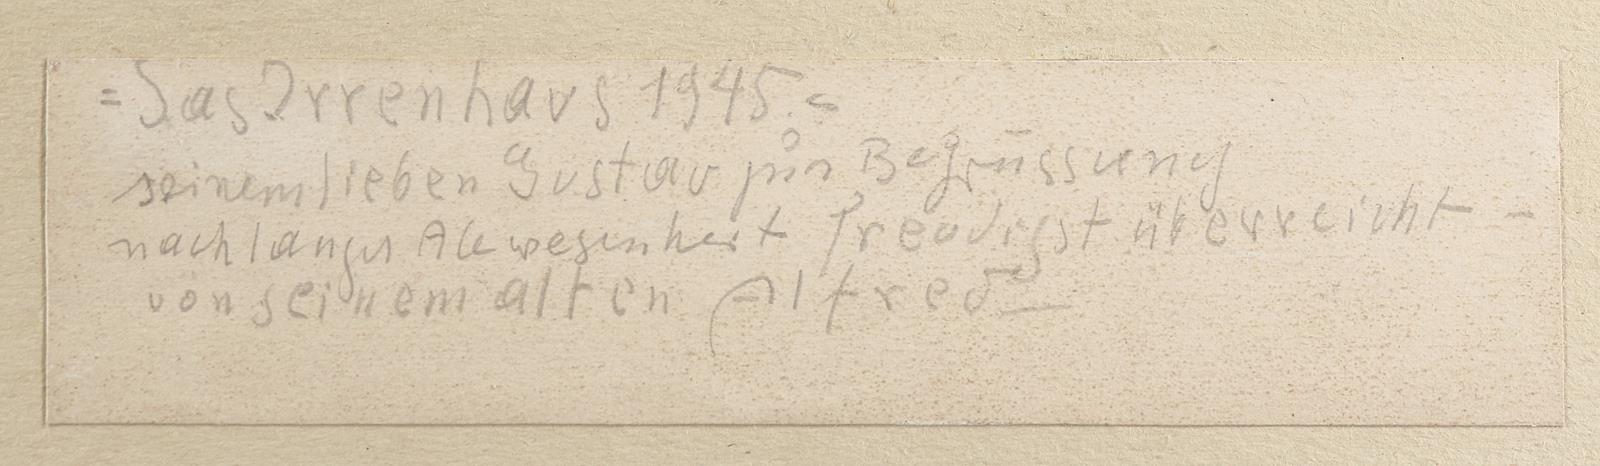 = Das Irrenhaus 1945. =
seinem lieben Gustav zur Begrüssung
nach langer Abwesenheit freudigst überreicht –
von seinem alten Alfred